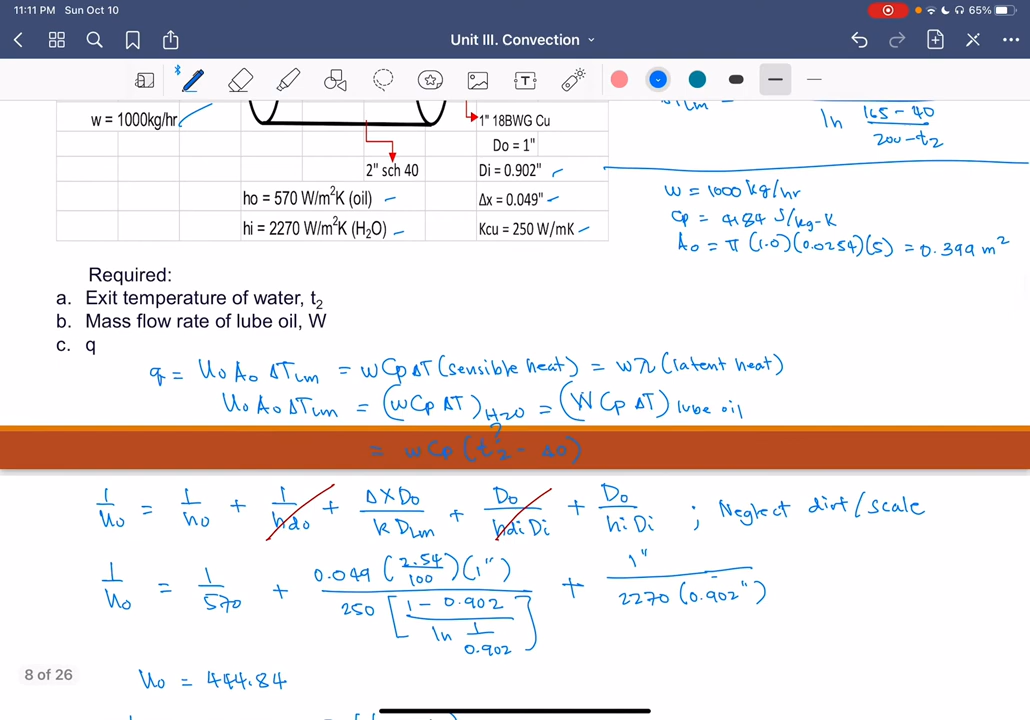 11:11 PM Sun Oct 10
65%
Unit III. Convection
w = 1000kg/hr
1" 18BWG Cu
Do = 1"
2" sch 40
Di = 0.902"
ho = 570 W/m²K (oil)
Δx = 0.049"
hi = 2270 W/m²K (H₂O)
Kcu = 250 W/mK
ln (165 - 40)/(200 - t₂)
w = 1000 kg/hr
Cp = 4184 J/kg-K
Ao = π (1.0)(0.0254)(5) = 0.399 m²
Required:
a. Exit temperature of water, t₂
b. Mass flow rate of lube oil, W
c. q
q = Uo Ao ΔTlm = wCpΔT (sensible heat) = wλ (latent heat)
Uo Ao ΔTlm = (wCp ΔT)H₂O = (W Cp ΔT) lube oil
= wCp (t₂? - 40)
1/Uo = 1/ho + 1/hdo + ΔX Do/k DLm + Do/hdi Di + Do/hi Di ; Neglect dirt/scale
1/Uo = 1/570 + 0.049 (2.54/100)(1")/250 [(1 - 0.902)/(ln 1/0.902)] + 1"/2270 (0.902")
8 of 26
Uo = 444.84